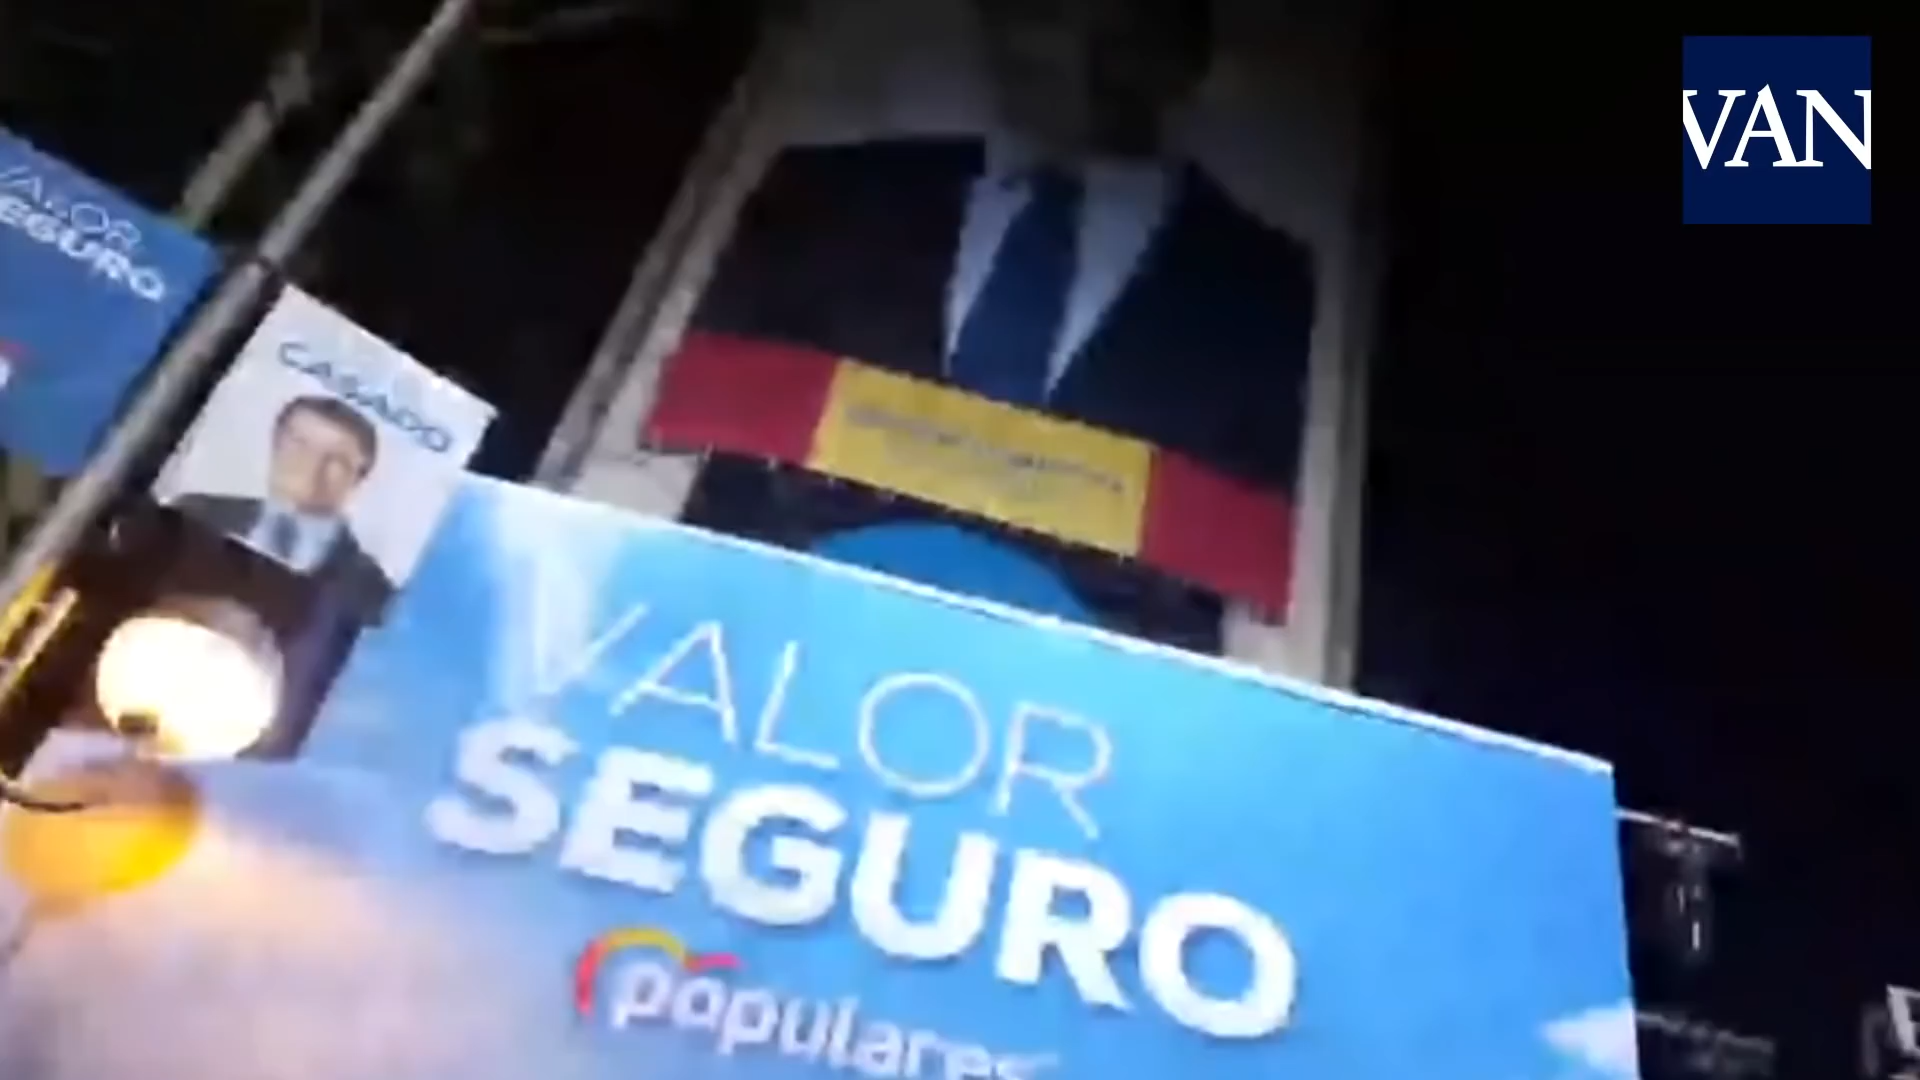 VAN
VALOR
SEGURO
CASADO
VALOR
SEGURO
populares